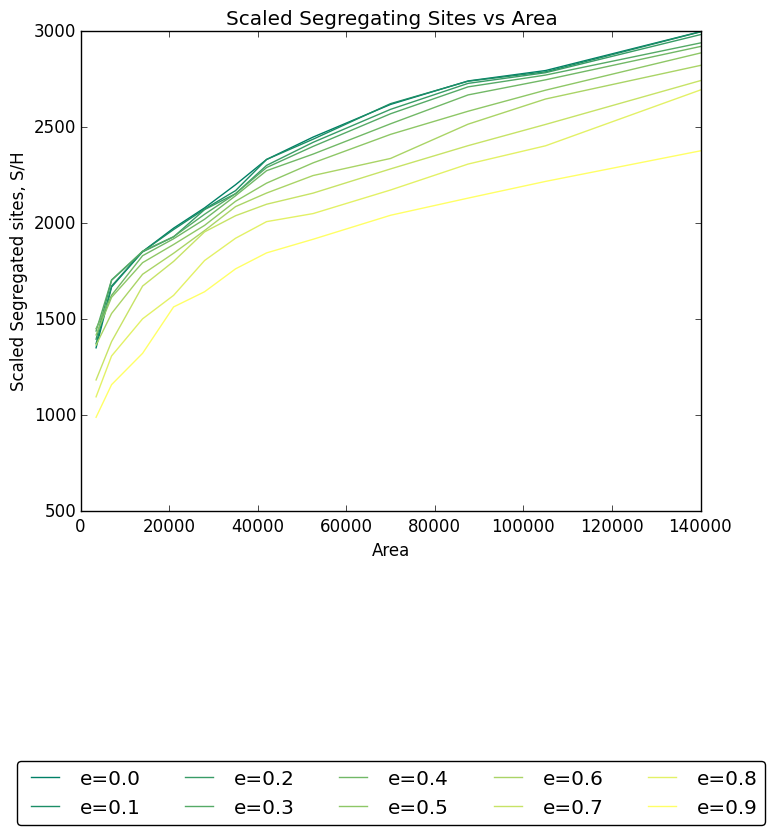 Scaled Segregating Sites vs Area
3000
2500
2000
1500
1000
500
Scaled Segregated sites, S/H
0 20000 40000 60000 80000 100000 120000 140000
Area
e=0.0 e=0.2 e=0.4 e=0.6 e=0.8
e=0.1 e=0.3 e=0.5 e=0.7 e=0.9